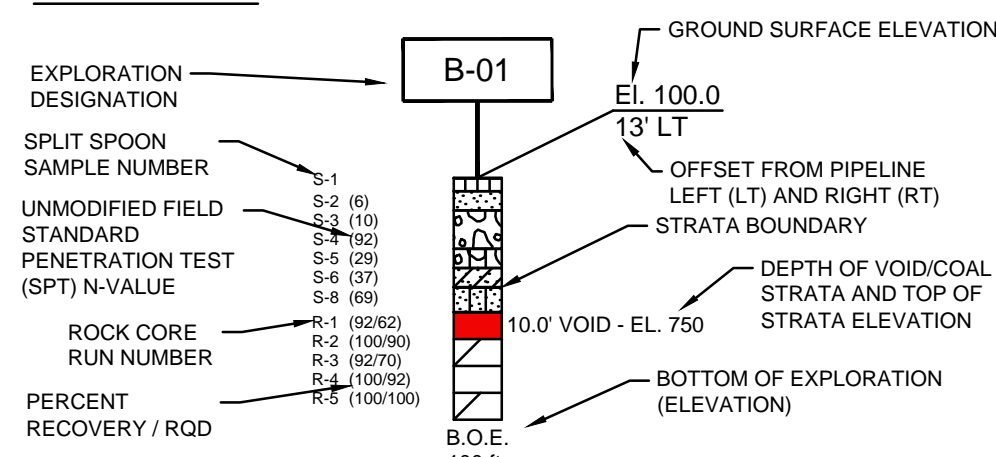 GROUND SURFACE ELEVATION
B-01
EXPLORATION
DESIGNATION
El. 100.0
13' LT
SPLIT SPOON
SAMPLE NUMBER
OFFSET FROM PIPELINE
LEFT (LT) AND RIGHT (RT)
S-1
S-2 (6)
S-3 (10)
S-4 (92)
S-5 (29)
S-6 (37)
S-8 (69)
UNMODIFIED FIELD
STANDARD
PENETRATION TEST
(SPT) N-VALUE
STRATA BOUNDARY
DEPTH OF VOID/COAL
STRATA AND TOP OF
STRATA ELEVATION
10.0' VOID - EL. 750
ROCK CORE
RUN NUMBER
R-1 (92/62)
R-2 (100/90)
R-3 (92/70)
R-4 (100/92)
R-5 (100/100)
PERCENT
RECOVERY / RQD
BOTTOM OF EXPLORATION
(ELEVATION)
B.O.E.